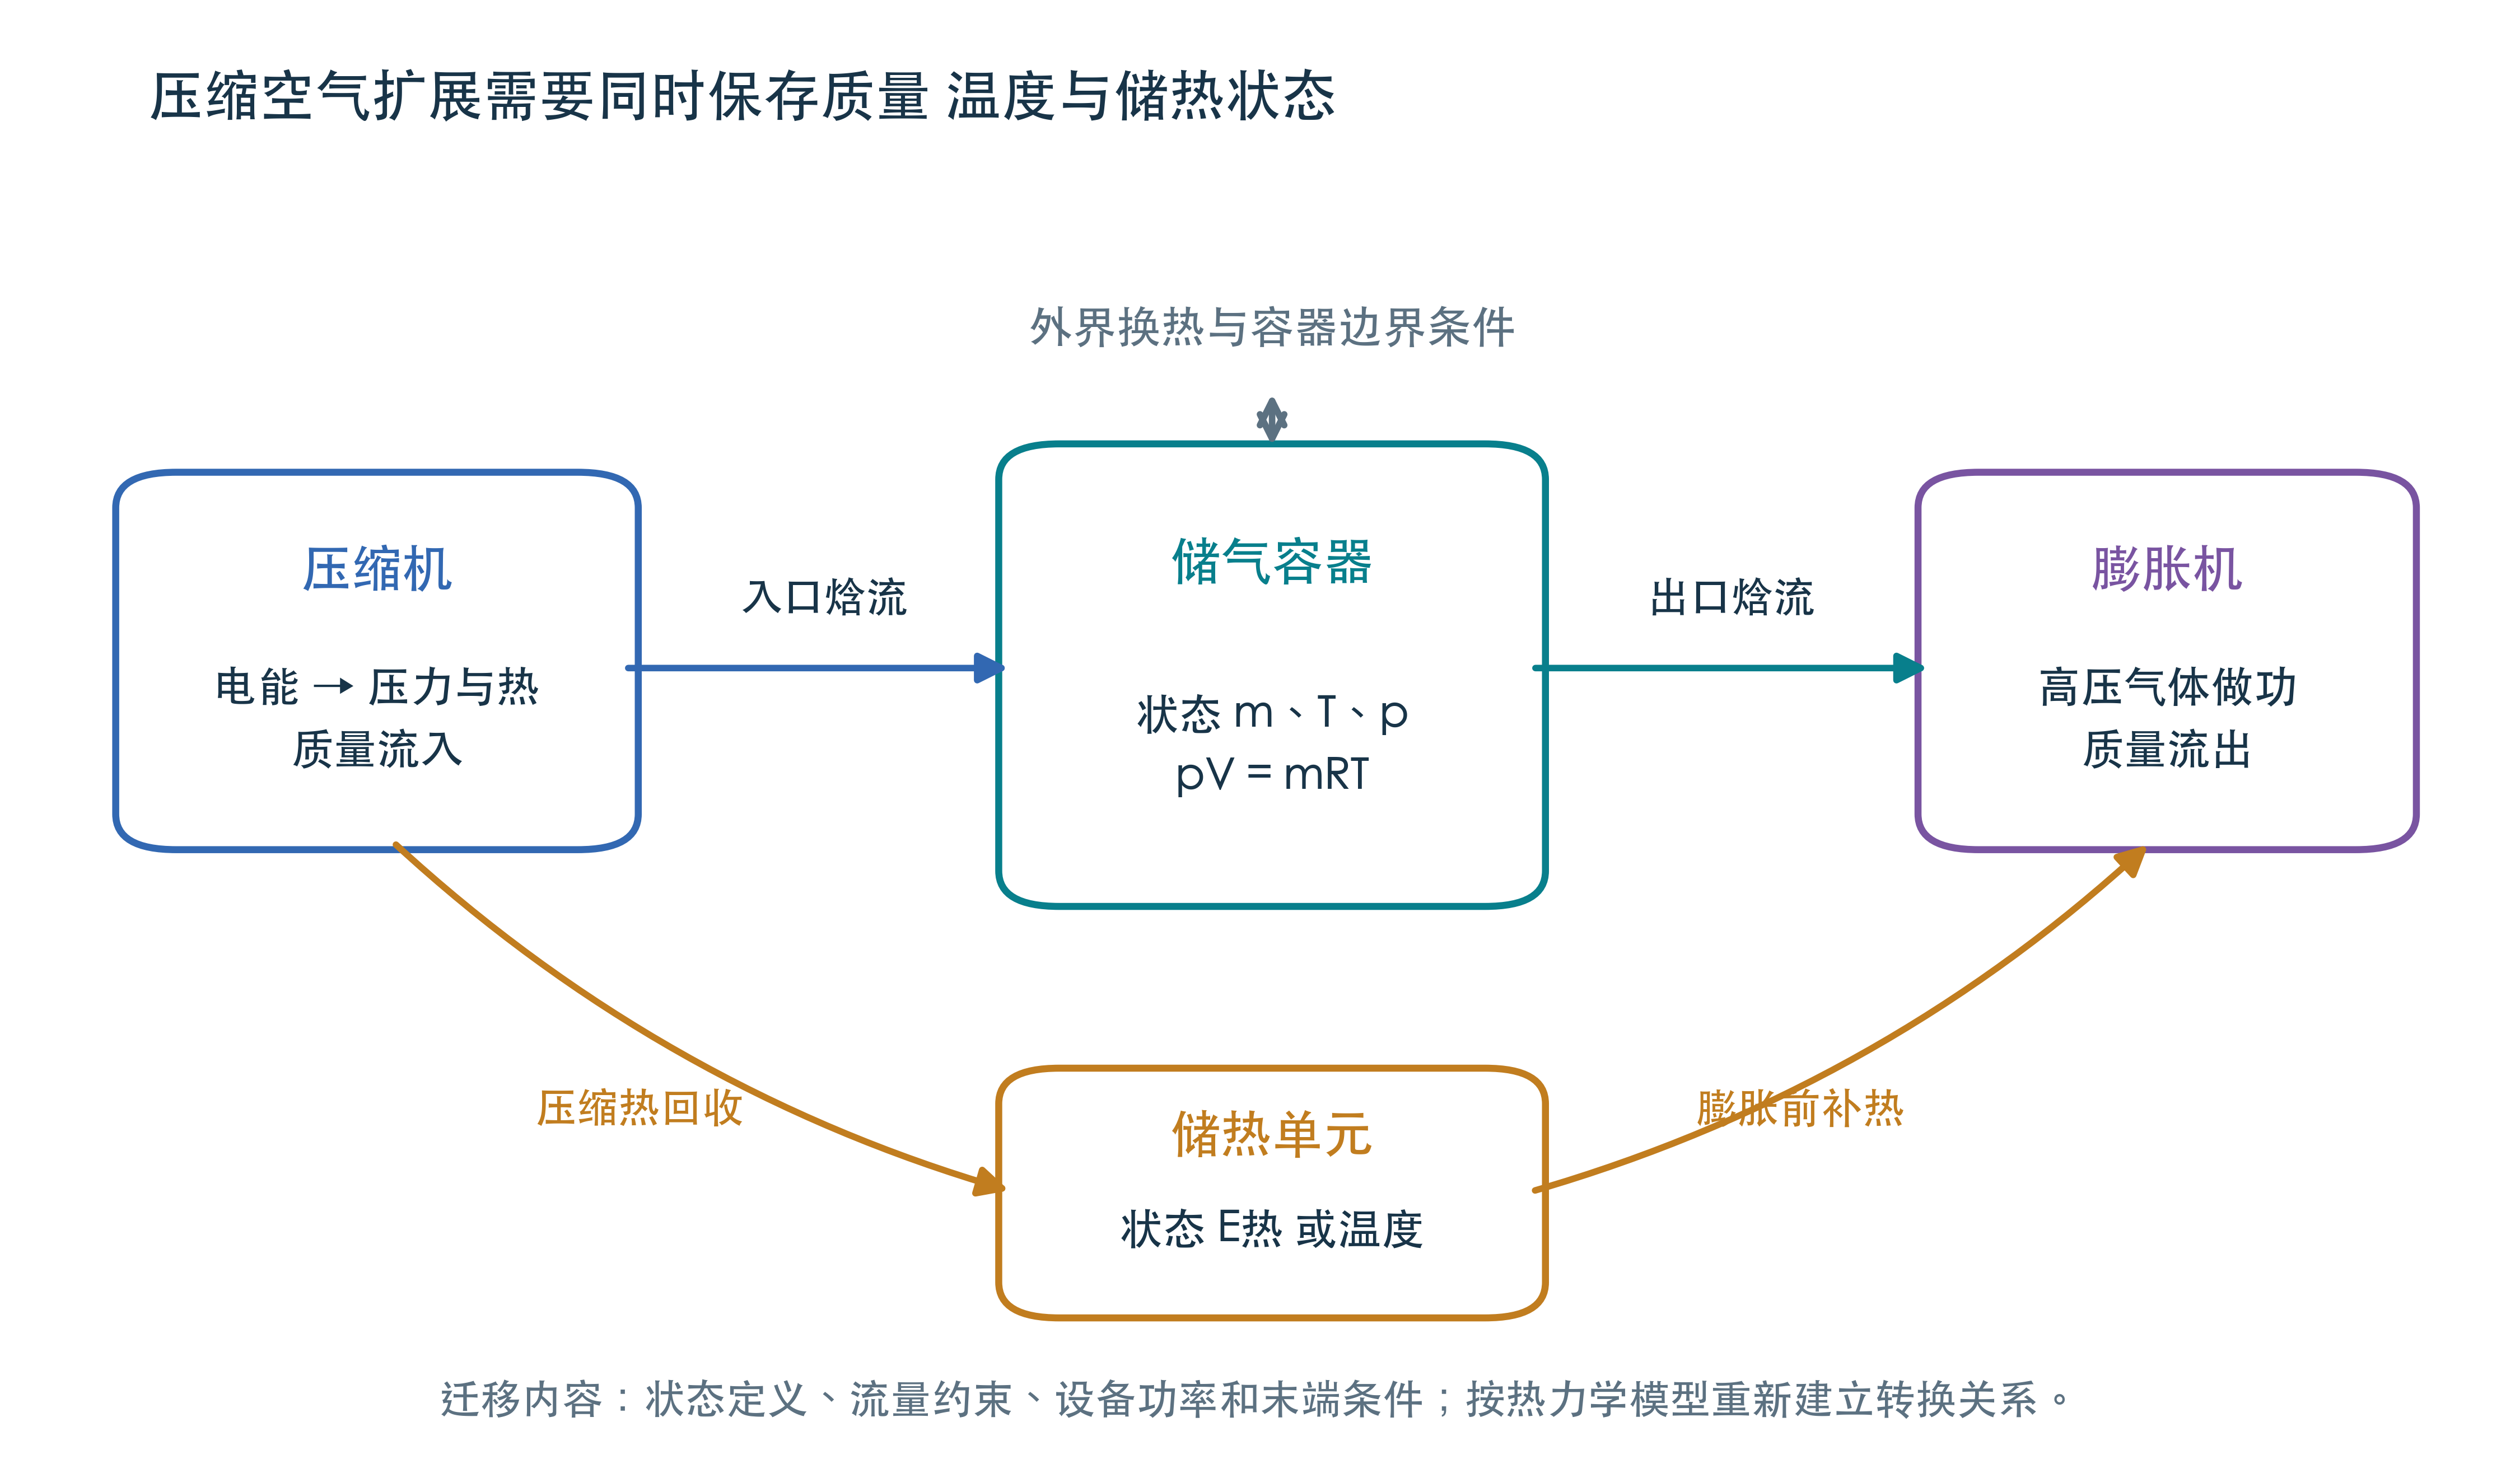 压缩空气扩展需要同时保存质量 温度与储热状态
外界换热与容器边界条件
压缩机
电能 → 压力与热
质量流入
入口焓流
储气容器
状态 m、T、p
pV = mRT
出口焓流
膨胀机
高压气体做功
质量流出
压缩热回收
储热单元
状态 E热 或温度
膨胀前补热
迁移内容：状态定义、流量约束、设备功率和末端条件；按热力学模型重新建立转换关系。